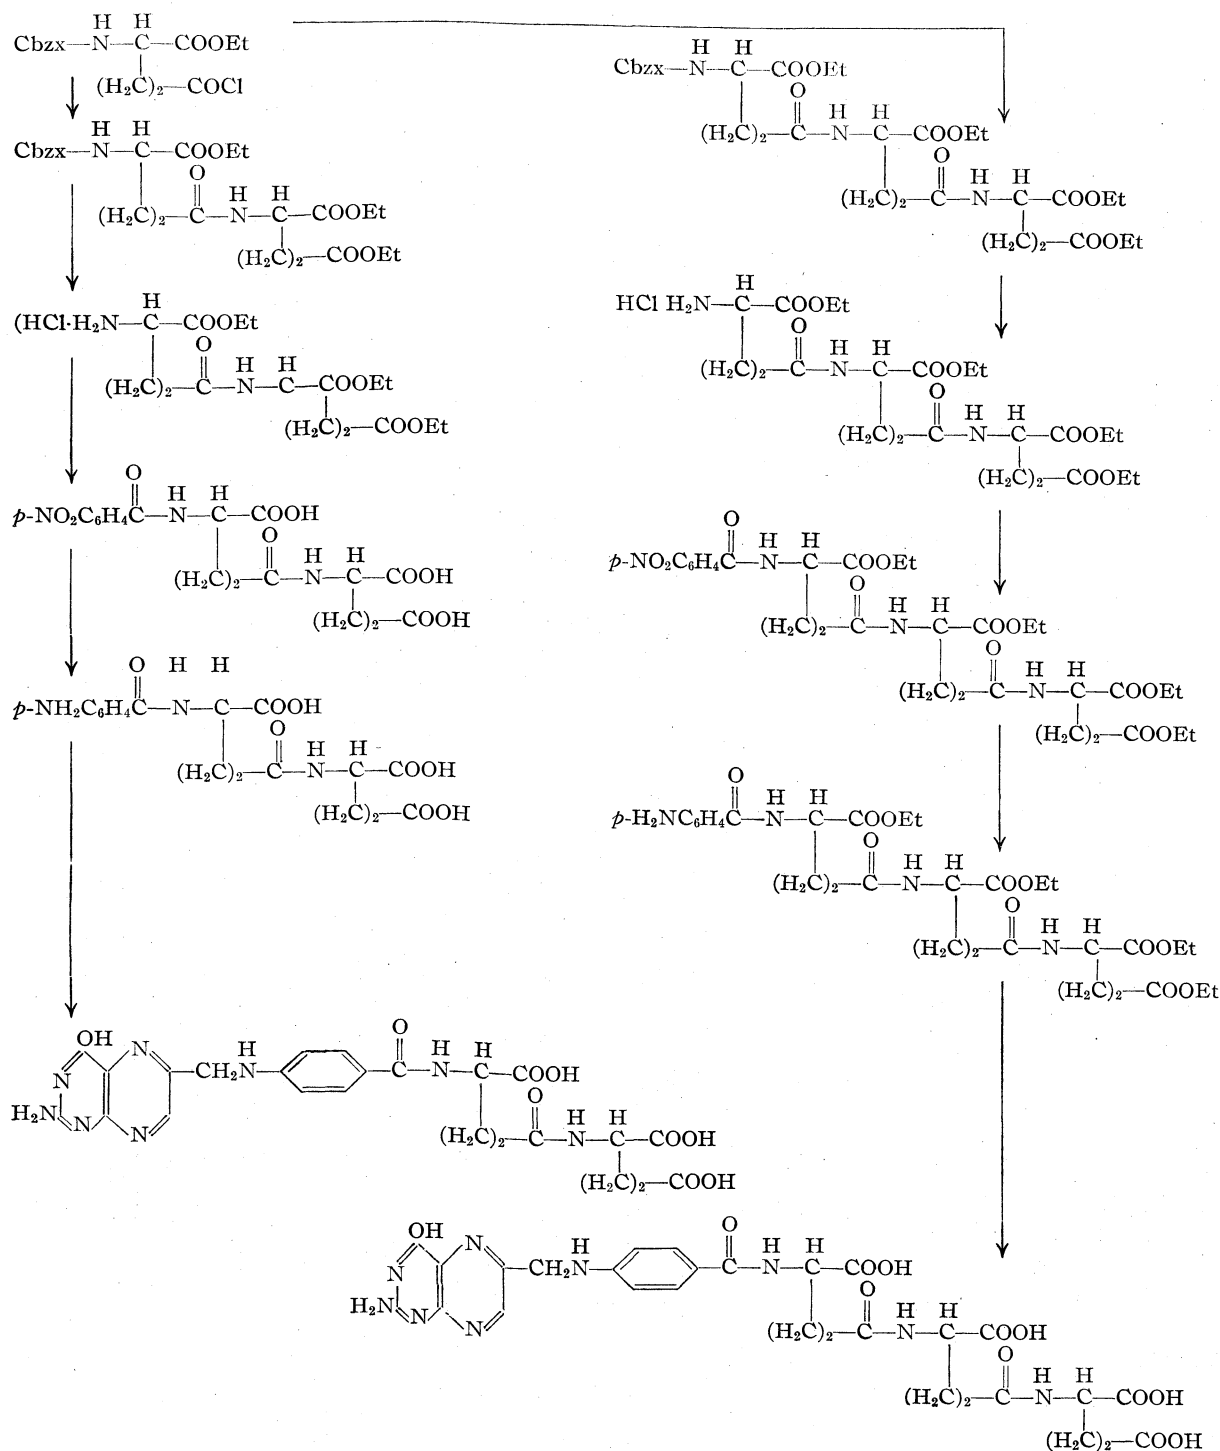 H H
Cbzx—N—C—COOEt
(H₂C)₂—COCl
H H
Cbzx—N—C—COOEt
O
H H
(H₂C)₂—C—N—C—COOEt
(H₂C)₂—COOEt
H
(HCl·H₂N—C—COOEt
O
H H
(H₂C)₂—C—N—C—COOEt
(H₂C)₂—COOEt
O
H H
p-NO₂C₆H₄C—N—C—COOH
O
H H
(H₂C)₂—C—N—C—COOH
(H₂C)₂—COOH
O H H
p-NH₂C₆H₄C—N—C—COOH
O
H H
(H₂C)₂—C—N—C—COOH
(H₂C)₂—COOH
H H
Cbzx—N—C—COOEt
O
H H
(H₂C)₂—C—N—C—COOEt
O
H H
(H₂C)₂—C—N—C—COOEt
(H₂C)₂—COOEt
H
HCl H₂N—C—COOEt
O
H H
(H₂C)₂—C—N—C—COOEt
O
H H
(H₂C)₂—C—N—C—COOEt
(H₂C)₂—COOEt
O
H H
p-NO₂C₆H₄C—N—C—COOEt
O
H H
(H₂C)₂—C—N—C—COOEt
O
H H
(H₂C)₂—C—N—C—COOEt
(H₂C)₂—COOEt
O
H H
p-H₂NC₆H₄C—N—C—COOEt
O
H H
(H₂C)₂—C—N—C—COOEt
O
H H
(H₂C)₂—C—N—C—COOEt
(H₂C)₂—COOEt
O
OH N H H H
N CH₂N C—N—C—COOH
O
H₂N N N H H
(H₂C)₂—C—N—C—COOH
(H₂C)₂—COOH
O
OH N H H H
N CH₂N C—N—C—COOH
O
H₂N N N H H
(H₂C)₂—C—N—C—COOH
O
H H
(H₂C)₂—C—N—C—COOH
(H₂C)₂—COOH